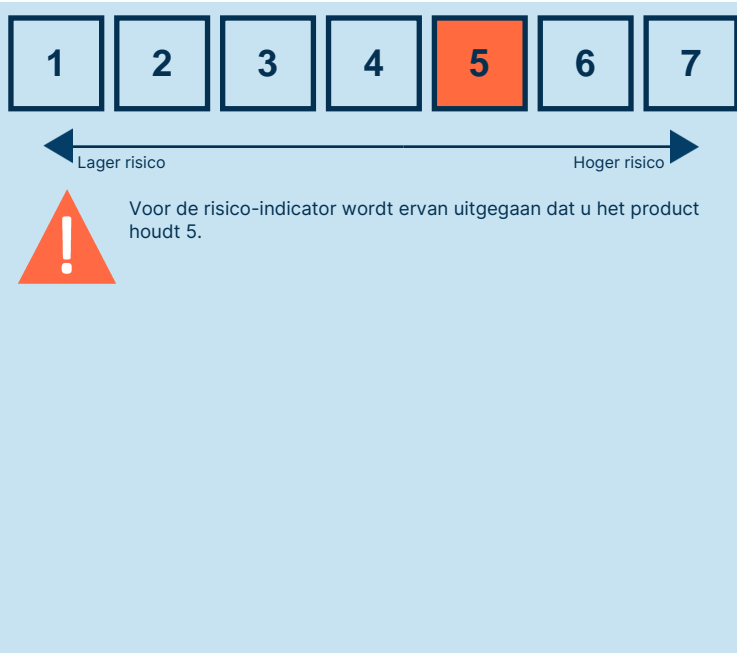 1 2 3 4 5 6 7
Lager risico Hoger risico
!
Voor de risico-indicator wordt ervan uitgegaan dat u het product
houdt 5.